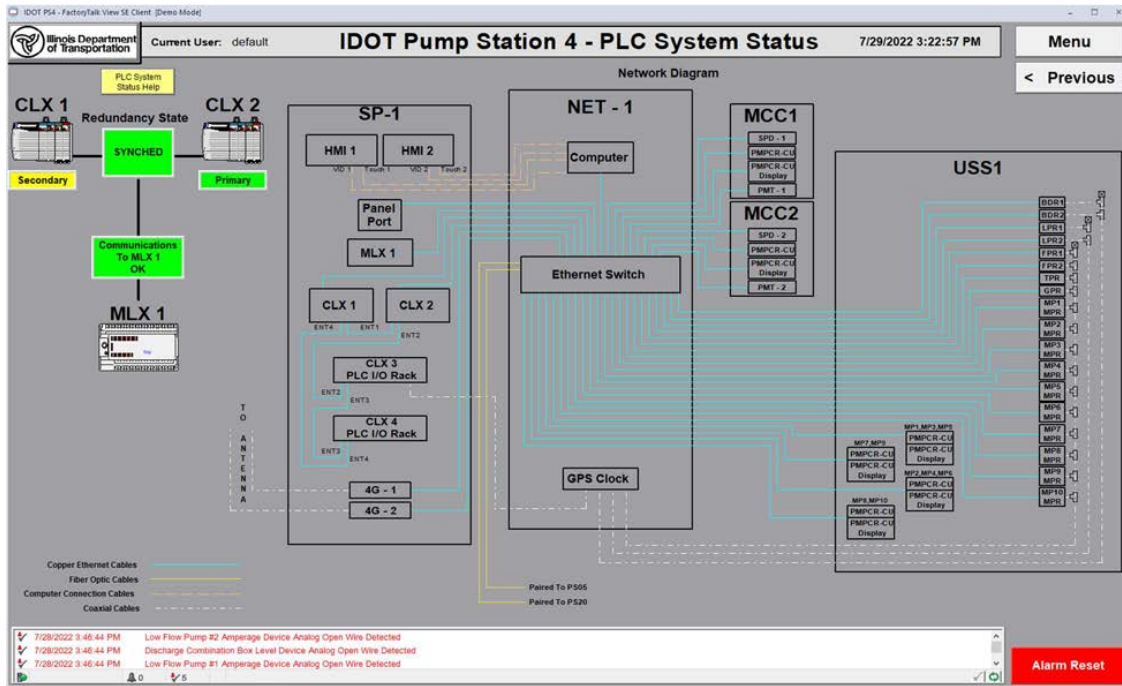 IDOT PS4 - FactoryTalk View SE Client [Demo Mode]
Illinois Department
of Transportation
Current User: default
IDOT Pump Station 4 - PLC System Status
7/29/2022 3:22:57 PM
Menu
< Previous
PLC System
Status Help
Network Diagram
CLX 1
Redundancy State
CLX 2
SYNCHED
Secondary
Primary
Communications
To MLX 1
OK
MLX 1
SP-1
HMI 1
HMI 2
VID 1
Touch 1
VID 2
Touch 2
Panel
Port
MLX 1
CLX 1
CLX 2
ENT4
ENT1
ENT2
CLX 3
PLC I/O Rack
ENT2
ENT3
CLX 4
PLC I/O Rack
ENT3
ENT4
4G - 1
4G - 2
TO ANTENNA
NET - 1
Computer
Ethernet Switch
GPS Clock
MCC1
SPD - 1
PMPCR-CU
PMPCR-CU
Display
PMT - 1
MCC2
SPD - 2
PMPCR-CU
PMPCR-CU
Display
PMT - 2
USS1
BDR1
BDR2
LPR1
LPR2
FPR1
FPR2
TPR
GPR
MP1
MPR
MP2
MPR
MP3
MPR
MP4
MPR
MP5
MPR
MP6
MPR
MP7
MPR
MP8
MPR
MP9
MPR
MP10
MPR
MP1,MP3,MP5
PMPCR-CU
PMPCR-CU
Display
MP7,MP9
PMPCR-CU
PMPCR-CU
Display
MP2,MP4,MP6
PMPCR-CU
PMPCR-CU
Display
MP8,MP10
PMPCR-CU
PMPCR-CU
Display
Copper Ethernet Cables
Fiber Optic Cables
Computer Connection Cables
Coaxial Cables
Paired To PS05
Paired To PS20
7/28/2022 3:46:44 PM Low Flow Pump #2 Amperage Device Analog Open Wire Detected
7/28/2022 3:46:44 PM Discharge Combination Box Level Device Analog Open Wire Detected
7/28/2022 3:46:44 PM Low Flow Pump #1 Amperage Device Analog Open Wire Detected
0
5
Alarm Reset